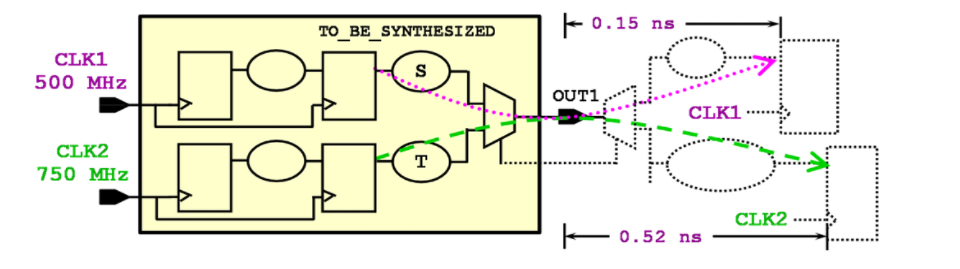 0.15 ns
TO_BE_SYNTHESIZED
CLK1
500 MHz
S
OUT1
CLK1
CLK2
750 MHz
T
CLK2
0.52 ns